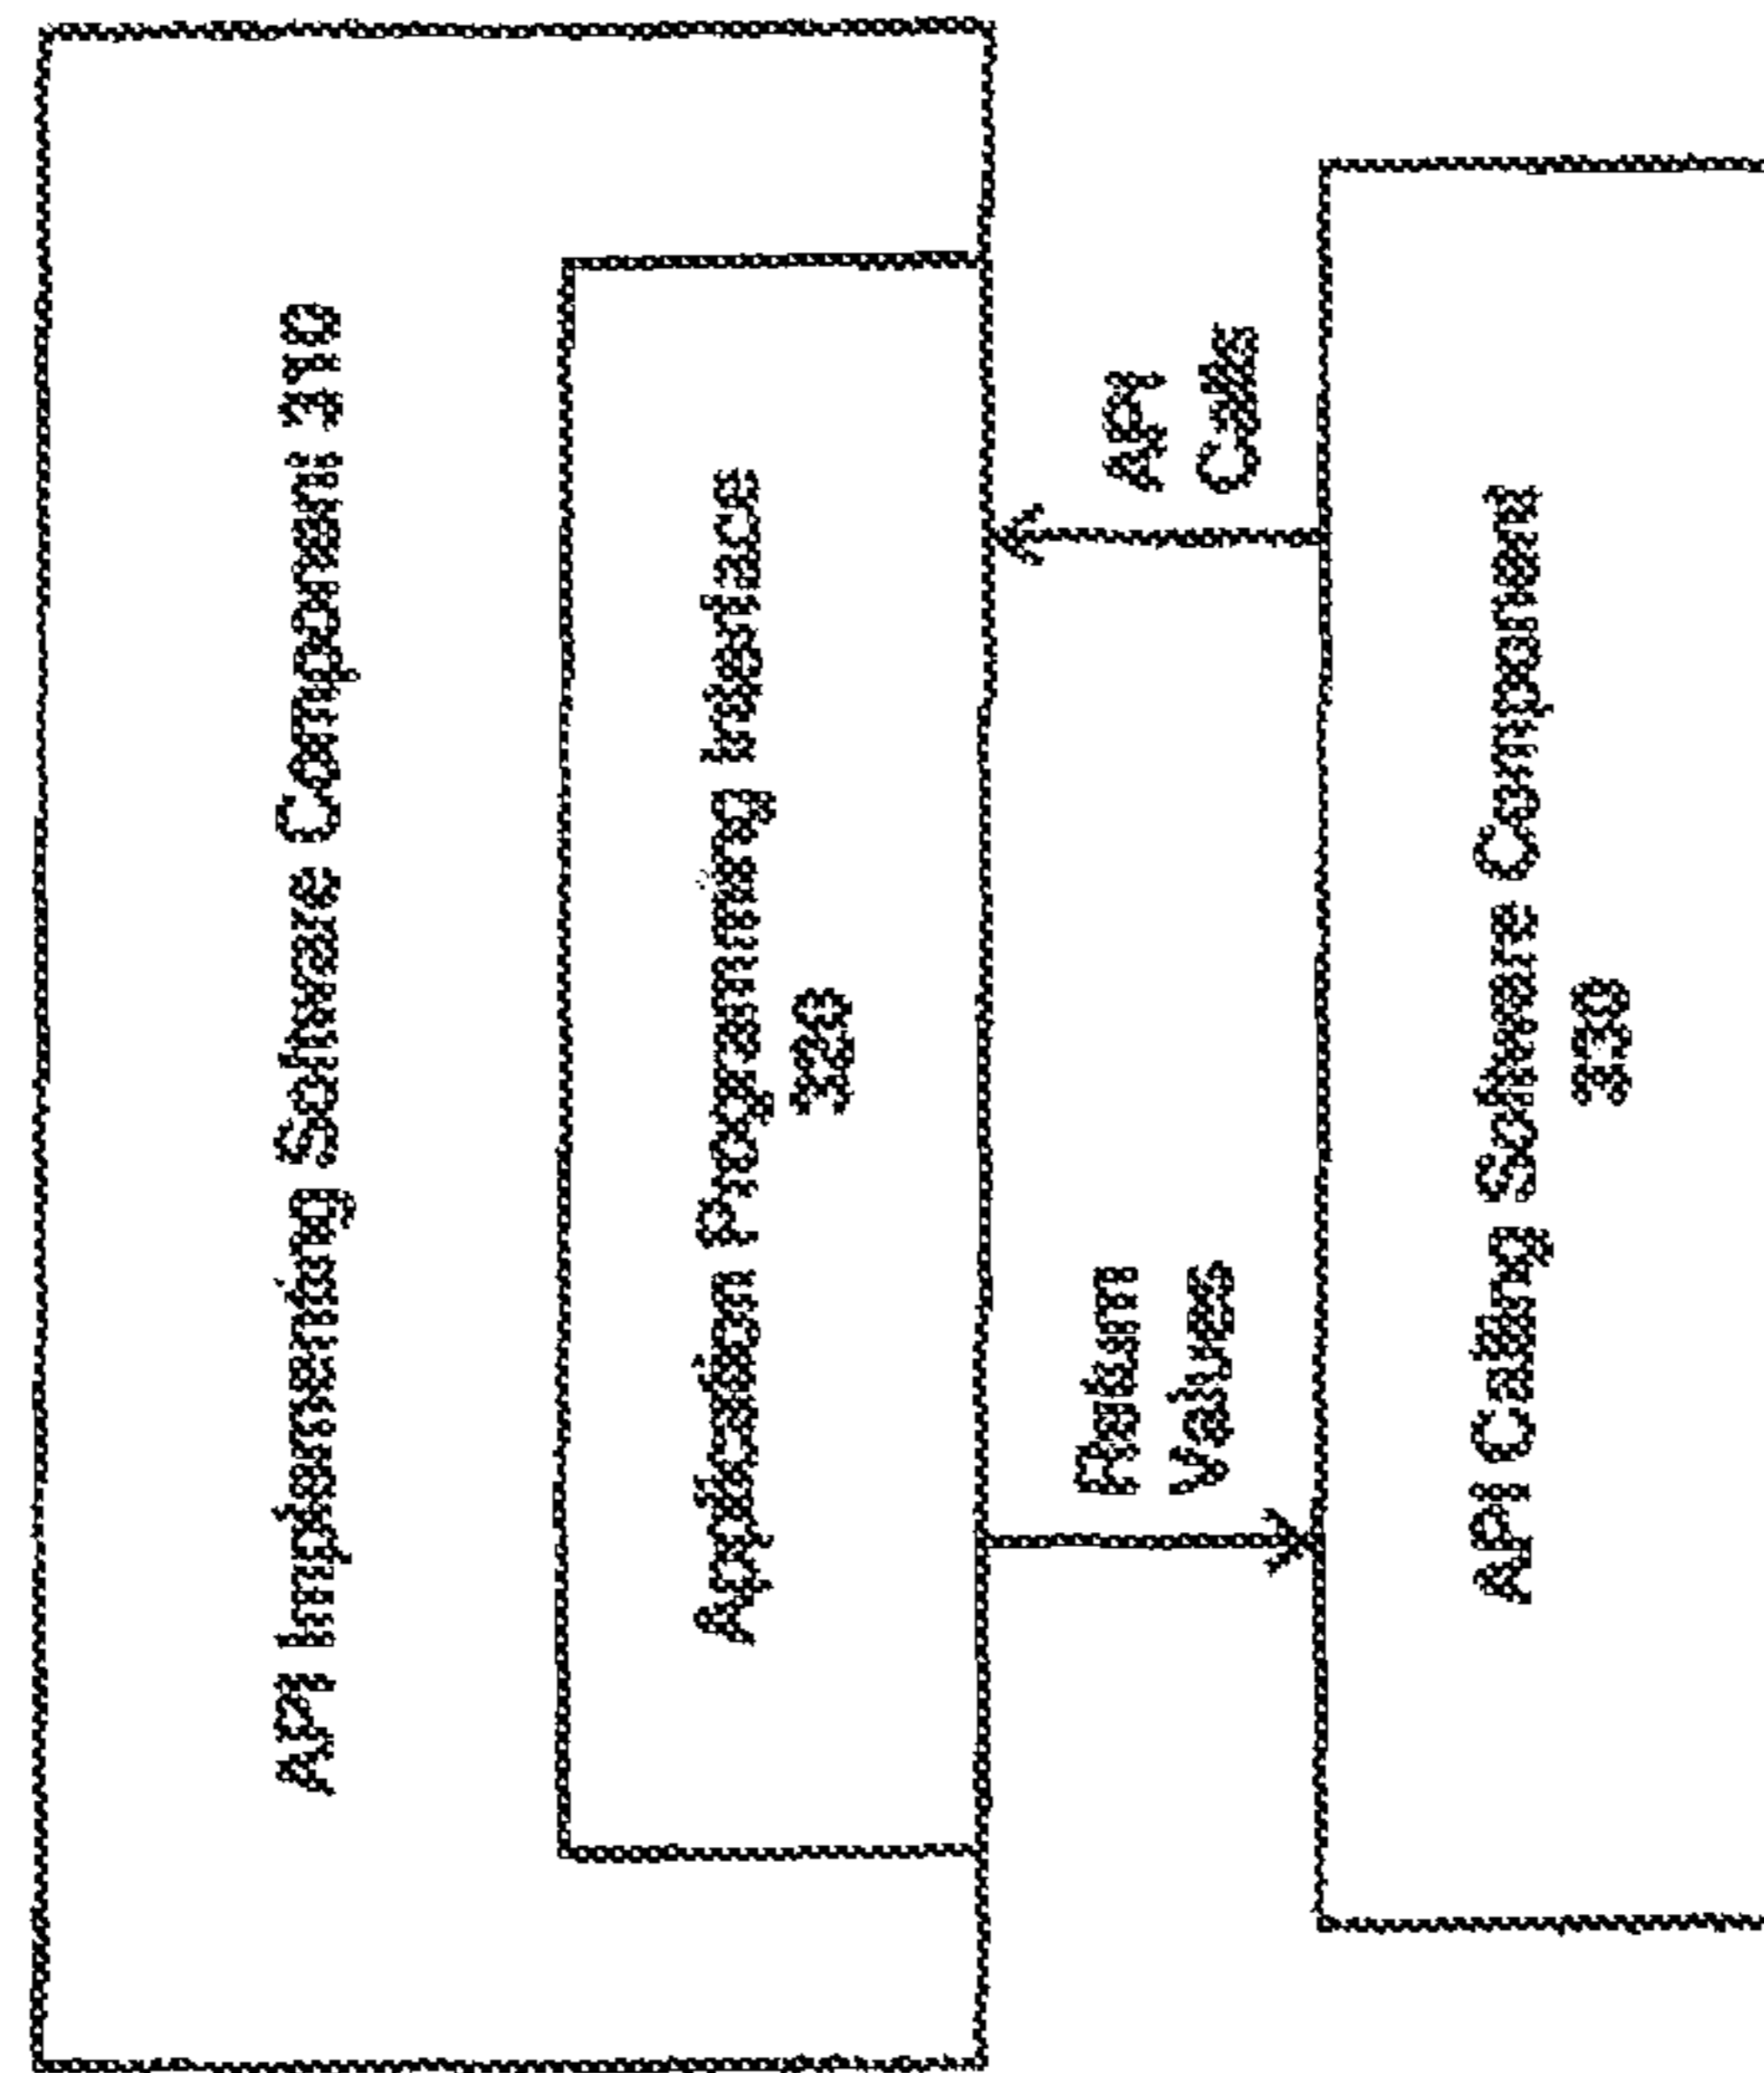 API Implementing Software Component 310
Application Programming Interface
320
Return
Values
API
Calls
API Calling Software Component
330